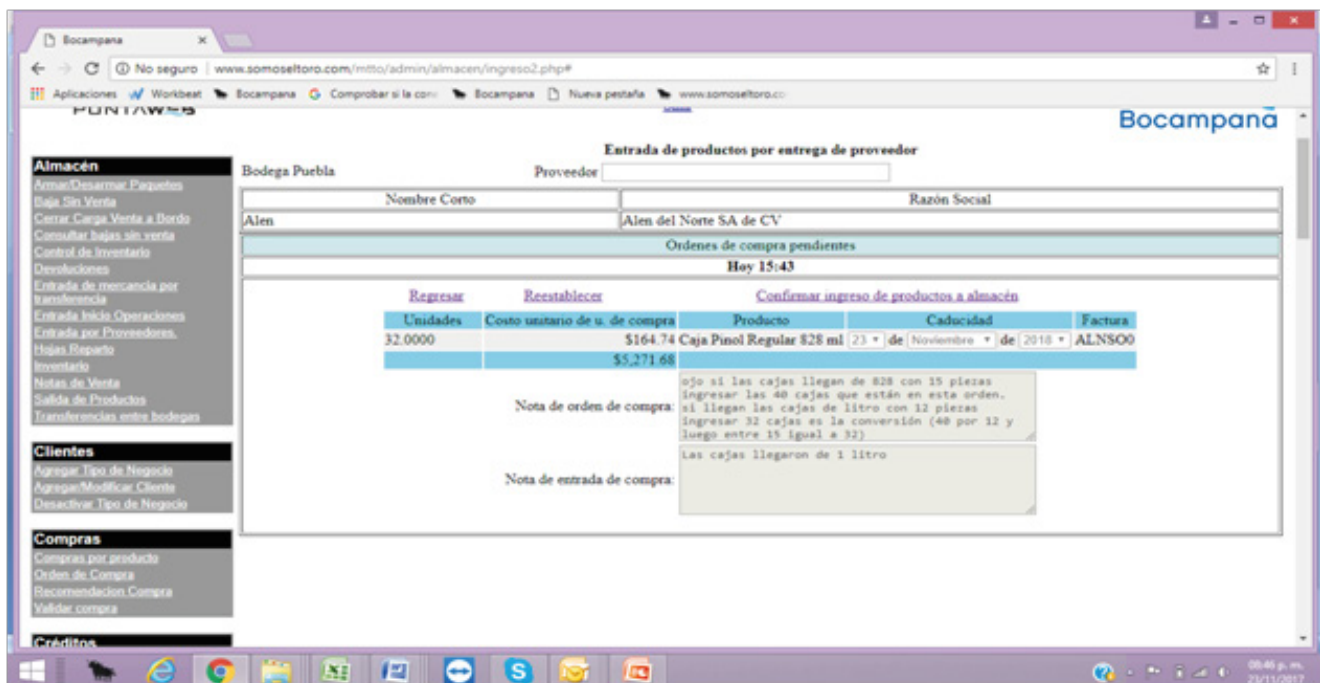 Bocampana
No seguro | www.somoseltoro.com/mtto/admin/almacen/ingreso2.php#
Aplicaciones Workbeat Bocampana Comprobar si la con Bocampana Nueva pestaña www.somoseltoro.co
PUNTAWEB
Bocampana
Entrada de productos por entrega de proveedor
Bodega Puebla Proveedor
Nombre Corto Razón Social
Alen Alen del Norte SA de CV
Ordenes de compra pendientes
Hoy 15:43
Regresar Reestablecer Confirmar ingreso de productos a almacén
Unidades Costo unitario de u. de compra Producto Caducidad Factura
32.0000 $164.74 Caja Pinol Regular 828 ml 23 de Noviembre de 2018 ALNSO0
$5,271.68
Nota de orden de compra:
ojo si las cajas llegan de 828 con 15 piezas
ingresar las 40 cajas que están en esta orden.
si llegan las cajas de litro con 12 piezas
ingresar 32 cajas es la conversión (40 por 12 y
luego entre 15 igual a 32)
Nota de entrada de compra:
Las cajas llegaron de 1 litro
Almacén
Armar/Desarmar Paquetes
Baja Sin Venta
Cerrar Carga Venta a Bordo
Consultar bajas sin venta
Control de Inventario
Devoluciones
Entrada de mercancía por
transferencia
Entrada Inicio Operaciones
Entrada por Proveedores.
Hojas Reparto
Inventario
Notas de Venta
Salida de Productos
Transferencias entre bodegas
Clientes
Agregar Tipo de Negocio
Agregar/Modificar Cliente
Desactivar Tipo de Negocio
Compras
Compras por producto
Orden de Compra
Recomendacion Compra
Validar compra
Créditos
08:46 p. m.
23/11/2017